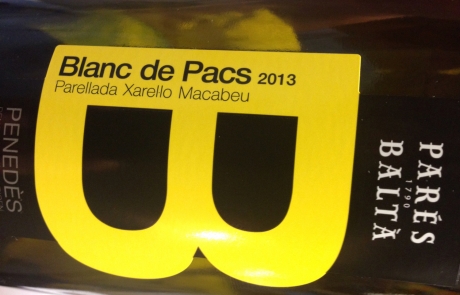 Blanc de Pacs 2013
Parellada Xarel·lo Macabeu
B
PENEDÈS
PARÉS
1790
BALTÀ